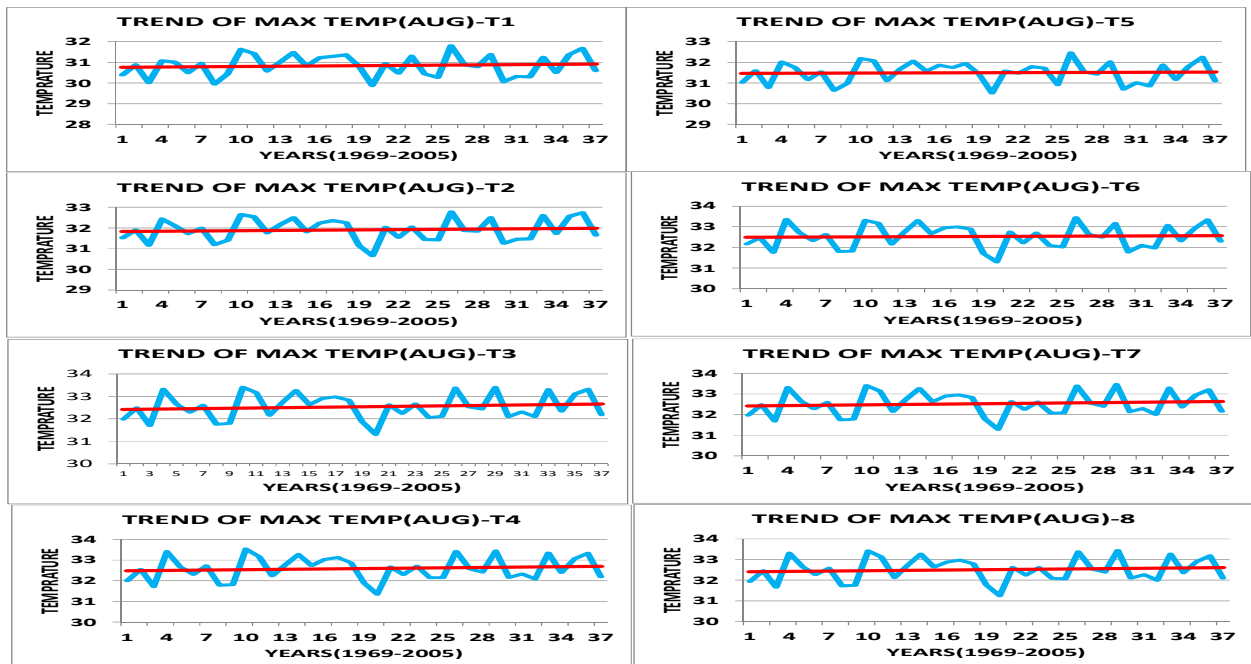 TREND OF MAX TEMP(AUG)-T1
TEMPRATURE
32
31
30
29
28
1 4 7 10 13 16 19 22 25 28 31 34 37
YEARS(1969-2005)
TREND OF MAX TEMP(AUG)-T5
TEMPRATURE
33
32
31
30
29
1 4 7 10 13 16 19 22 25 28 31 34 37
YEARS(1969-2005)
TREND OF MAX TEMP(AUG)-T2
TEMPRATURE
33
32
31
30
29
1 4 7 10 13 16 19 22 25 28 31 34 37
YEARS(1969-2005)
TREND OF MAX TEMP(AUG)-T6
TEMPRATURE
34
33
32
31
30
1 4 7 10 13 16 19 22 25 28 31 34 37
YEARS(1969-2005)
TREND OF MAX TEMP(AUG)-T3
TEMPRATURE
34
33
32
31
30
1 3 5 7 9 11 13 15 17 19 21 23 25 27 29 31 33 35 37
YEARS(1969-2005)
TREND OF MAX TEMP(AUG)-T7
TEMPRATURE
34
33
32
31
30
1 4 7 10 13 16 19 22 25 28 31 34 37
YEARS(1969-2005)
TREND OF MAX TEMP(AUG)-T4
TEMPRATURE
34
33
32
31
30
1 4 7 10 13 16 19 22 25 28 31 34 37
YEARS(1969-2005)
TREND OF MAX TEMP(AUG)-8
TEMPRATURE
34
33
32
31
30
1 4 7 10 13 16 19 22 25 28 31 34 37
YEARS(1969-2005)